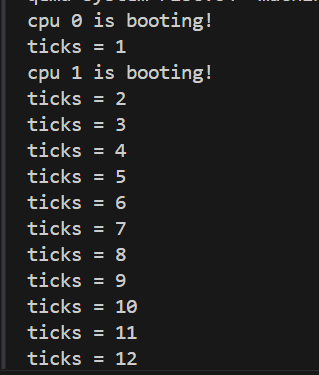 cpu 0 is booting!
ticks = 1
cpu 1 is booting!
ticks = 2
ticks = 3
ticks = 4
ticks = 5
ticks = 6
ticks = 7
ticks = 8
ticks = 9
ticks = 10
ticks = 11
ticks = 12